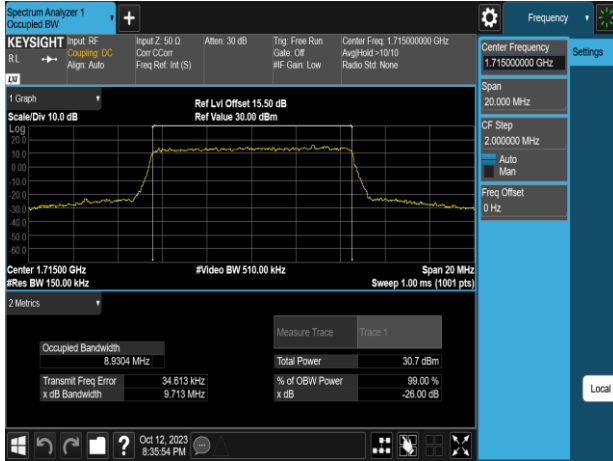 Spectrum Analyzer 1
Occupied BW
Frequency
KEYSIGHT
RL
LXI
Input: RF
Coupling: DC
Align: Auto
Input Z: 50 Ω
Corr CCorr
Freq Ref: Int (S)
Atten: 30 dB
Trig: Free Run
Gate: Off
#IF Gain: Low
Center Freq: 1.715000000 GHz
Avg|Hold:>10/10
Radio Std: None
Center Frequency
1.715000000 GHz
Settings
Span
20.000 MHz
CF Step
2.000000 MHz
Auto
Man
Freq Offset
0 Hz
Local
1 Graph
Scale/Div 10.0 dB
Ref Lvl Offset 15.50 dB
Ref Value 30.00 dBm
Log
20.0
10.0
0.00
-10.0
-20.0
-30.0
-40.0
-50.0
-60.0
Center 1.71500 GHz
#Video BW 510.00 kHz
Span 20 MHz
#Res BW 150.00 kHz
Sweep 1.00 ms (1001 pts)
2 Metrics
Measure Trace
Trace 1
Occupied Bandwidth
8.9304 MHz
Total Power
30.7 dBm
Transmit Freq Error
34.613 kHz
% of OBW Power
99.00 %
x dB Bandwidth
9.713 MHz
x dB
-26.00 dB
?
Oct 12, 2023
8:35:54 PM